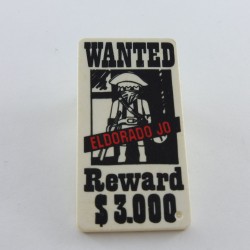 WANTED
ELDORADO JO
Reward
$ 3.000